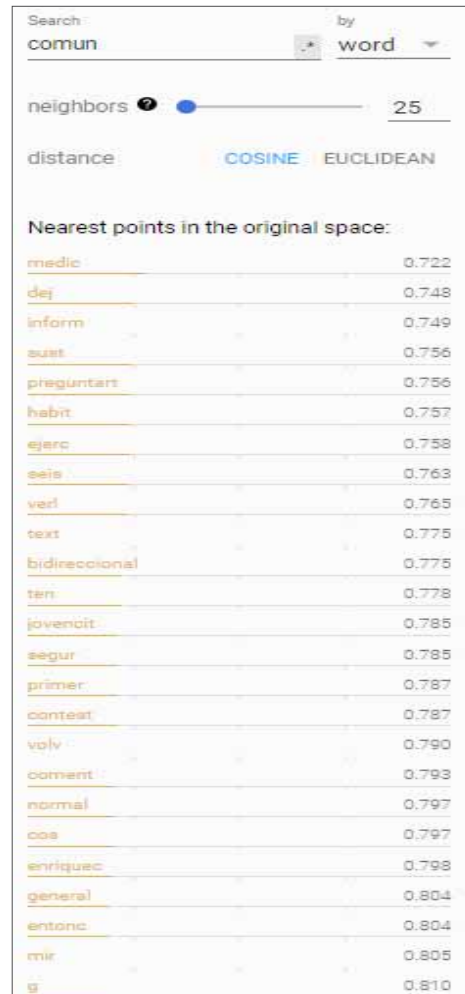 Search by
comun .* word
neighbors ? 25
distance COSINE EUCLIDEAN
Nearest points in the original space:
medic 0.722
dej 0.748
inform 0.749
sust 0.756
preguntart 0.756
habit 0.757
ejerc 0.758
seis 0.763
verl 0.765
text 0.775
bidireccional 0.775
ten 0.778
jovencit 0.785
segur 0.785
primer 0.787
contest 0.787
volv 0.790
coment 0.793
normal 0.797
cos 0.797
enriquec 0.798
general 0.804
entonc 0.804
mir 0.805
g 0.810